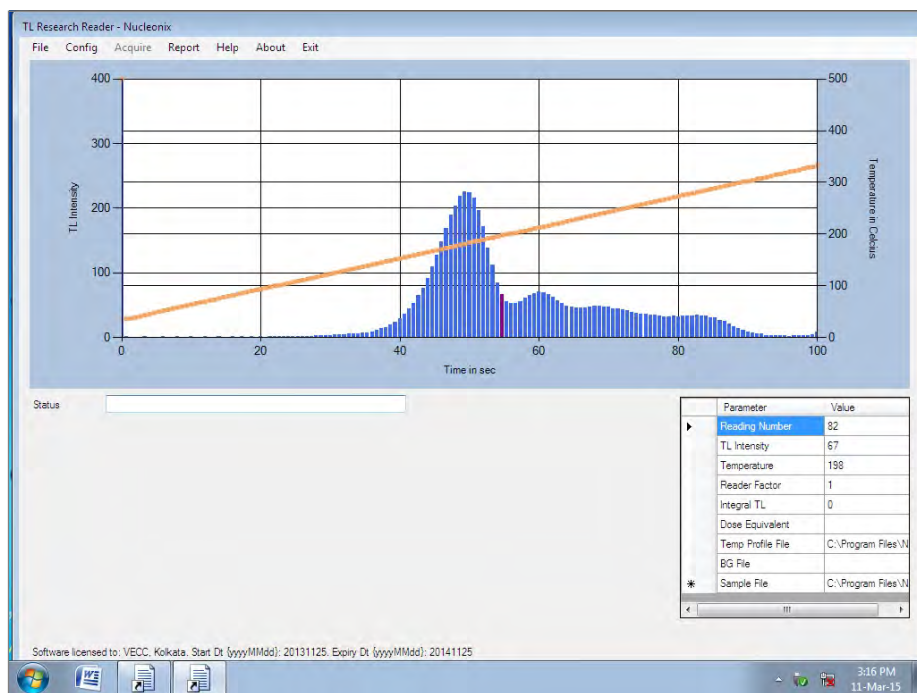 TL Research Reader - Nucleonix
File Config Acquire Report Help About Exit
400
300
200
100
0
TL Intensity
500
400
300
200
100
0
Temperature in Celcius
0 20 40 60 80 100
Time in sec
Status
Parameter Value
Reading Number 82
TL Intensity 67
Temperature 198
Reader Factor 1
Integral TL 0
Dose Equivalent
Temp Profile File C:\Program Files\N
BG File
Sample File C:\Program Files\N
Software licensed to: VECC, Kolkata. Start Dt {yyyyMMdd}: 20131125. Expiry Dt {yyyyMMdd}: 20141125
3:16 PM
11-Mar-15